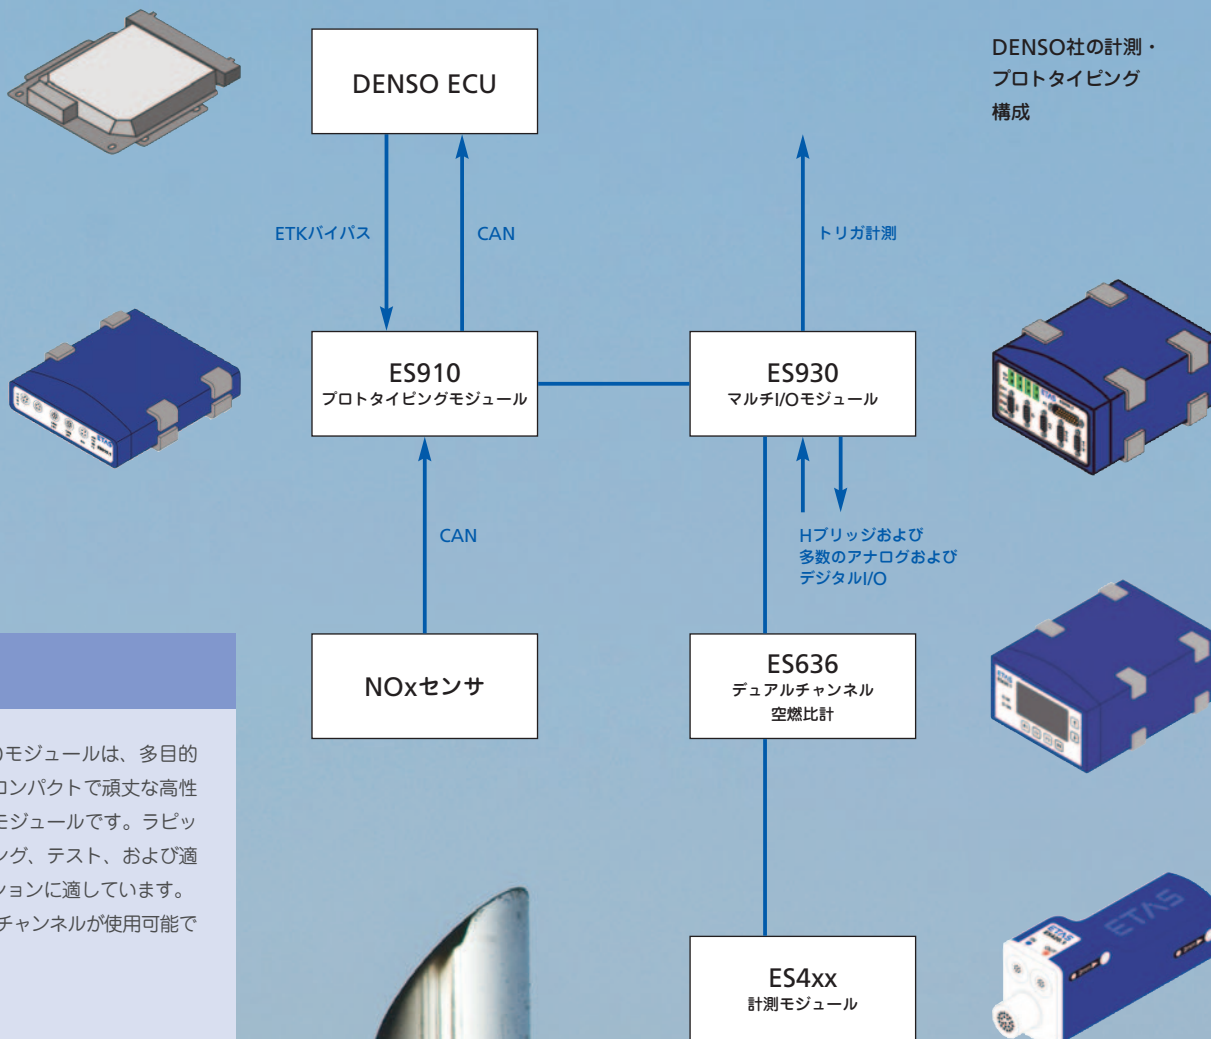 DENSO ECU
DENSO社の計測・
プロトタイピング
構成
ETKバイパス
CAN
トリガ計測
ES910
プロトタイピングモジュール
ES930
マルチI/Oモジュール
CAN
Hブリッジおよび
多数のアナログおよび
デジタルI/O
NOxセンサ
ES636
デュアルチャンネル
空燃比計
モジュールは、多目的
コンパクトで頑丈な高性
モジュールです。ラピッ
ング、テスト、および適
ションに適しています。
チャンネルが使用可能で
ES4xx
計測モジュール
ETAS
ETAS
ETAS
ETAS
ETAS